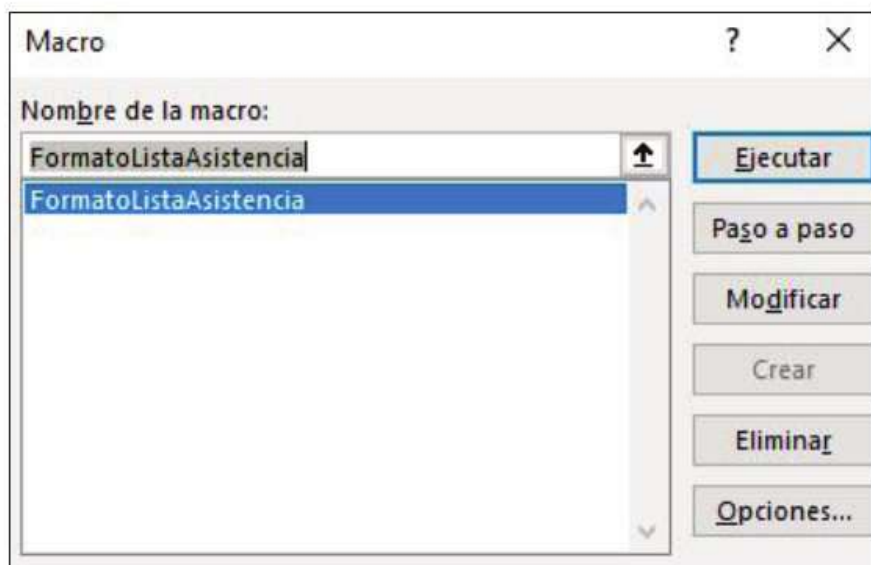 Macro
Nombre de la macro:
FormatoListaAsistencia
FormatoListaAsistencia
Ejecutar
Paso a paso
Modificar
Crear
Eliminar
Opciones...